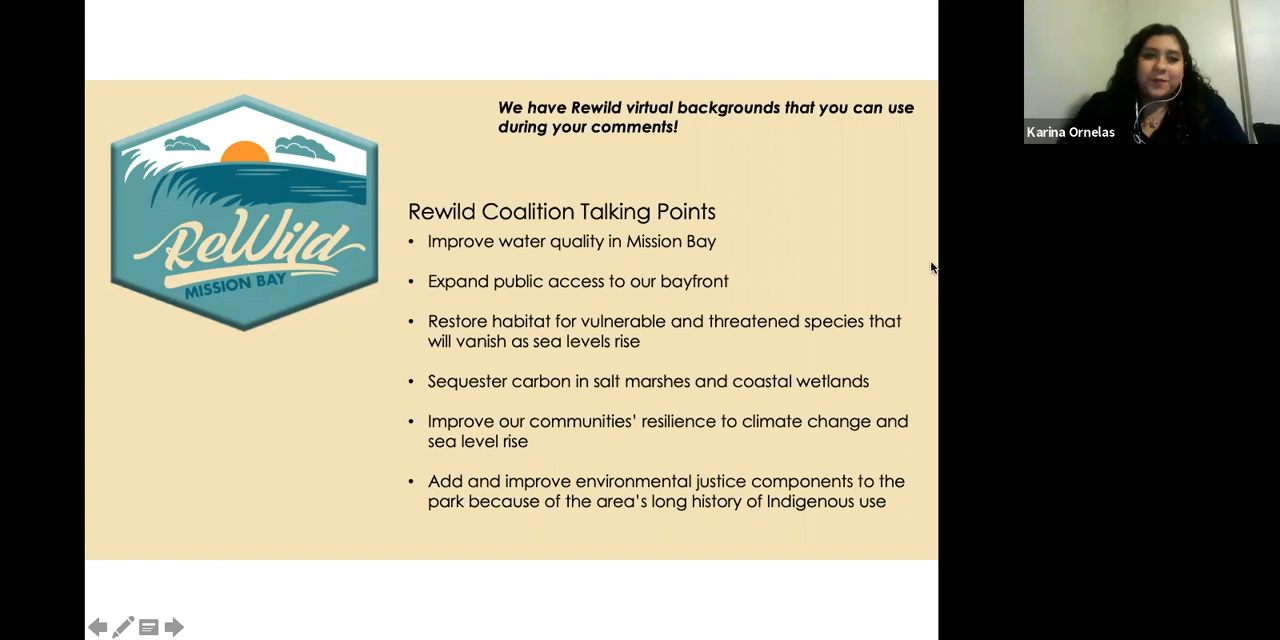 We have Rewild virtual backgrounds that you can use
during your comments!
Karina Ornelas
ReWild
MISSION BAY
Rewild Coalition Talking Points
• Improve water quality in Mission Bay
• Expand public access to our bayfront
• Restore habitat for vulnerable and threatened species that
will vanish as sea levels rise
• Sequester carbon in salt marshes and coastal wetlands
• Improve our communities’ resilience to climate change and
sea level rise
• Add and improve environmental justice components to the
park because of the area’s long history of Indigenous use